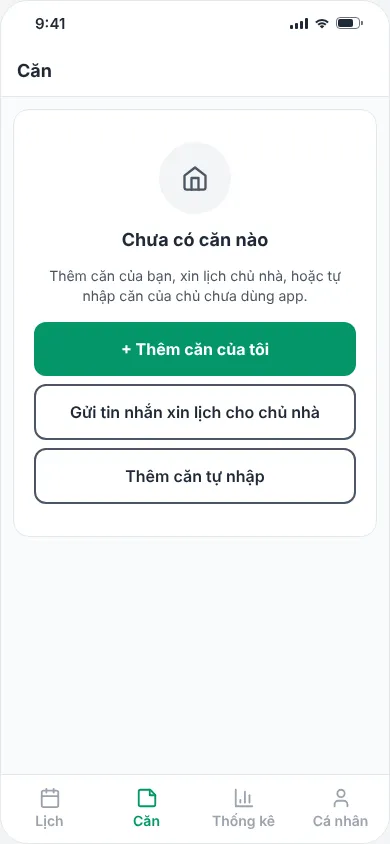 9:41
Căn
Chưa có căn nào
Thêm căn của bạn, xin lịch chủ nhà, hoặc tự
nhập căn của chủ chưa dùng app.
+ Thêm căn của tôi
Gửi tin nhắn xin lịch cho chủ nhà
Thêm căn tự nhập
Lịch
Căn
Thống kê
Cá nhân